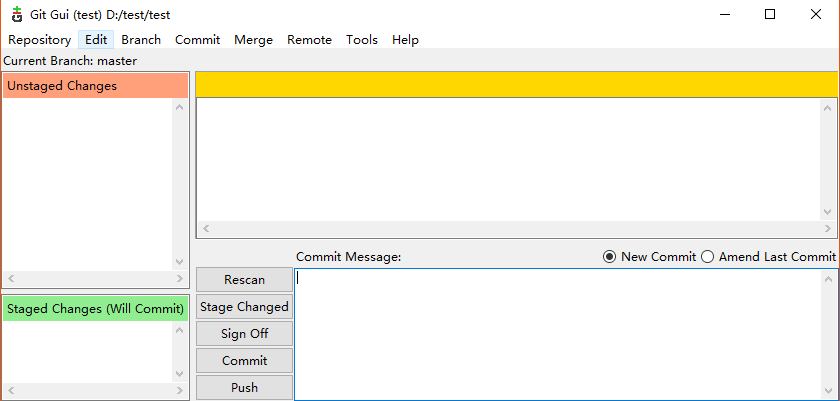 Git Gui (test) D:/test/test
Repository Edit Branch Commit Merge Remote Tools Help
Current Branch: master
Unstaged Changes
Staged Changes (Will Commit)
Commit Message: New Commit Amend Last Commit
Rescan
Stage Changed
Sign Off
Commit
Push